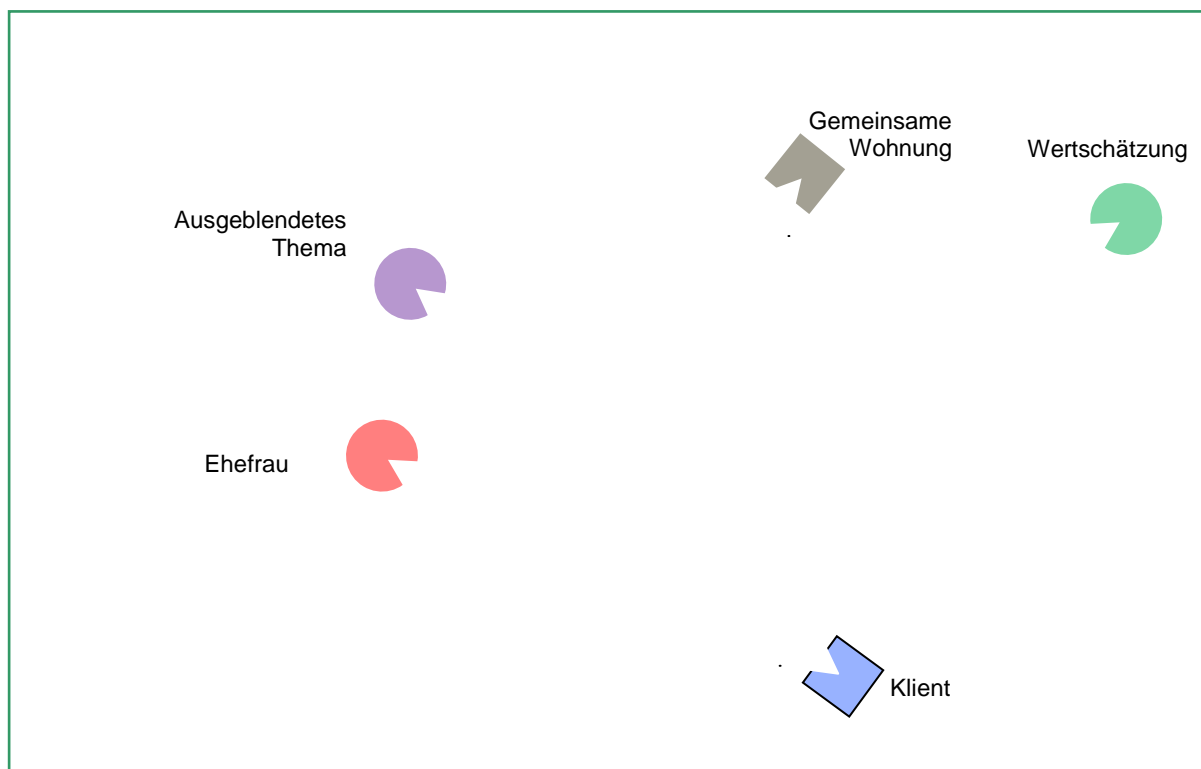 Gemeinsame
Wohnung
Wertschätzung
Ausgeblendetes
Thema
Ehefrau
Klient